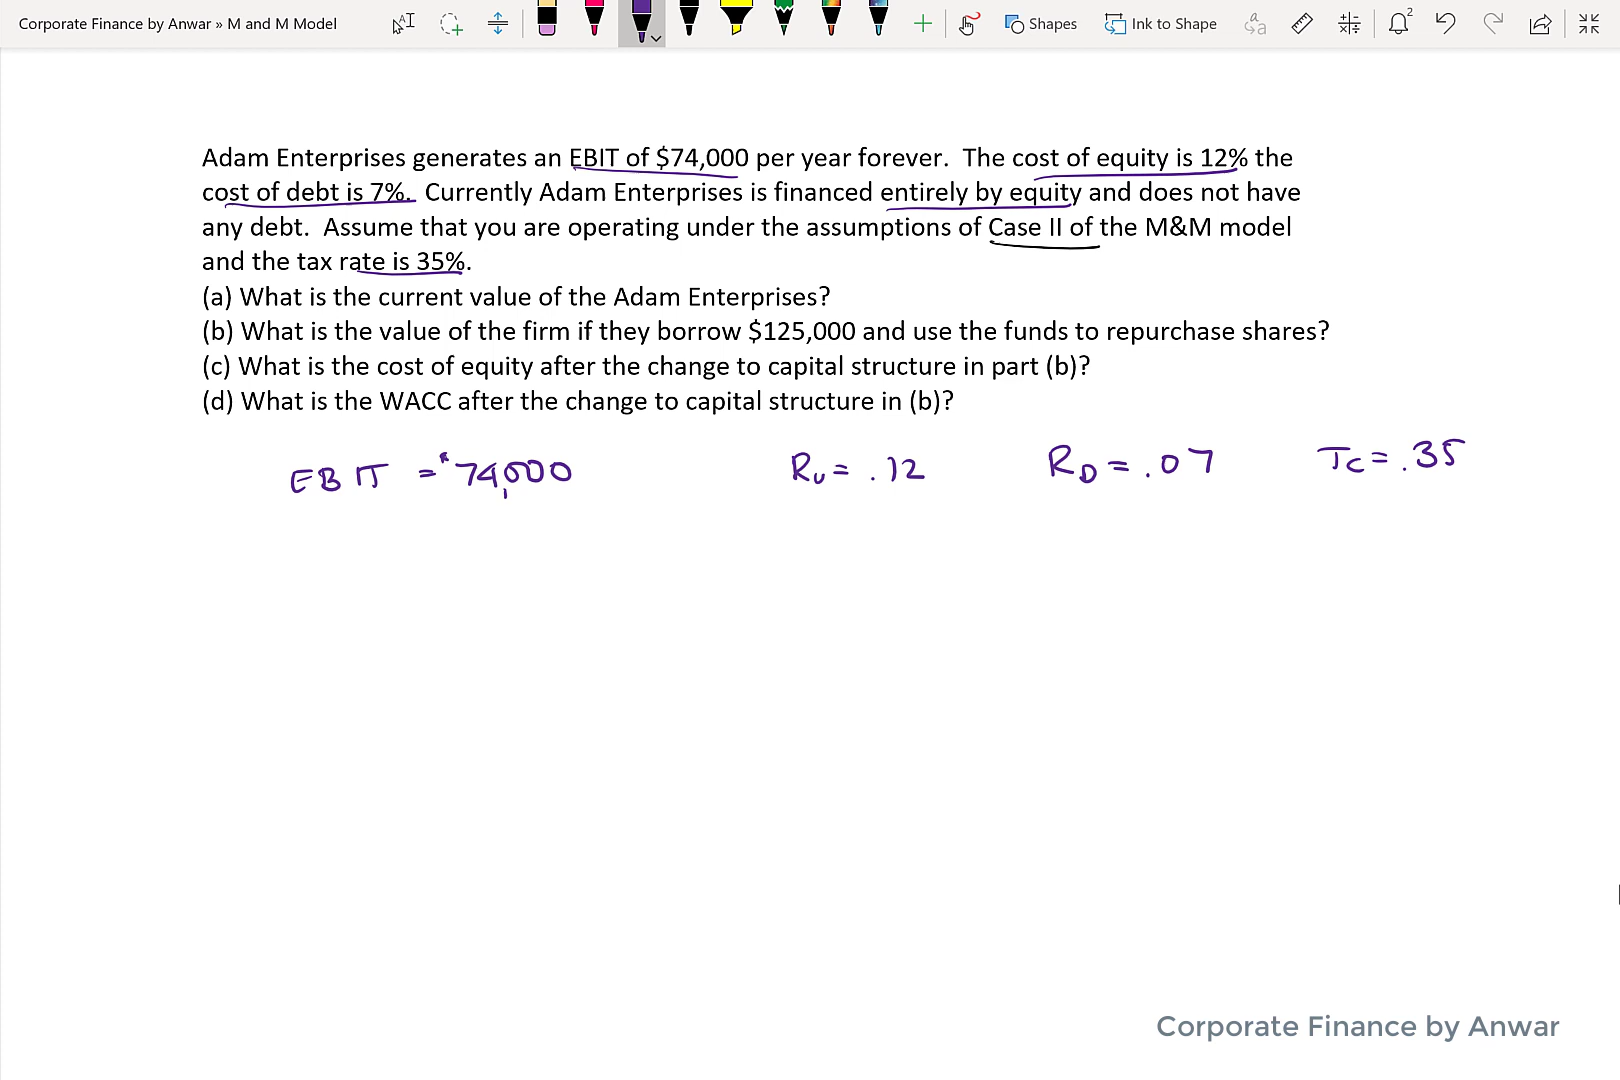 Corporate Finance by Anwar » M and M Model
Shapes
Ink to Shape
2
Adam Enterprises generates an EBIT of $74,000 per year forever. The cost of equity is 12% the
cost of debt is 7%. Currently Adam Enterprises is financed entirely by equity and does not have
any debt. Assume that you are operating under the assumptions of Case II of the M&M model
and the tax rate is 35%.
(a) What is the current value of the Adam Enterprises?
(b) What is the value of the firm if they borrow $125,000 and use the funds to repurchase shares?
(c) What is the cost of equity after the change to capital structure in part (b)?
(d) What is the WACC after the change to capital structure in (b)?
EBIT = $74,000 RU = .12 RD = .07 TC = .35
Corporate Finance by Anwar